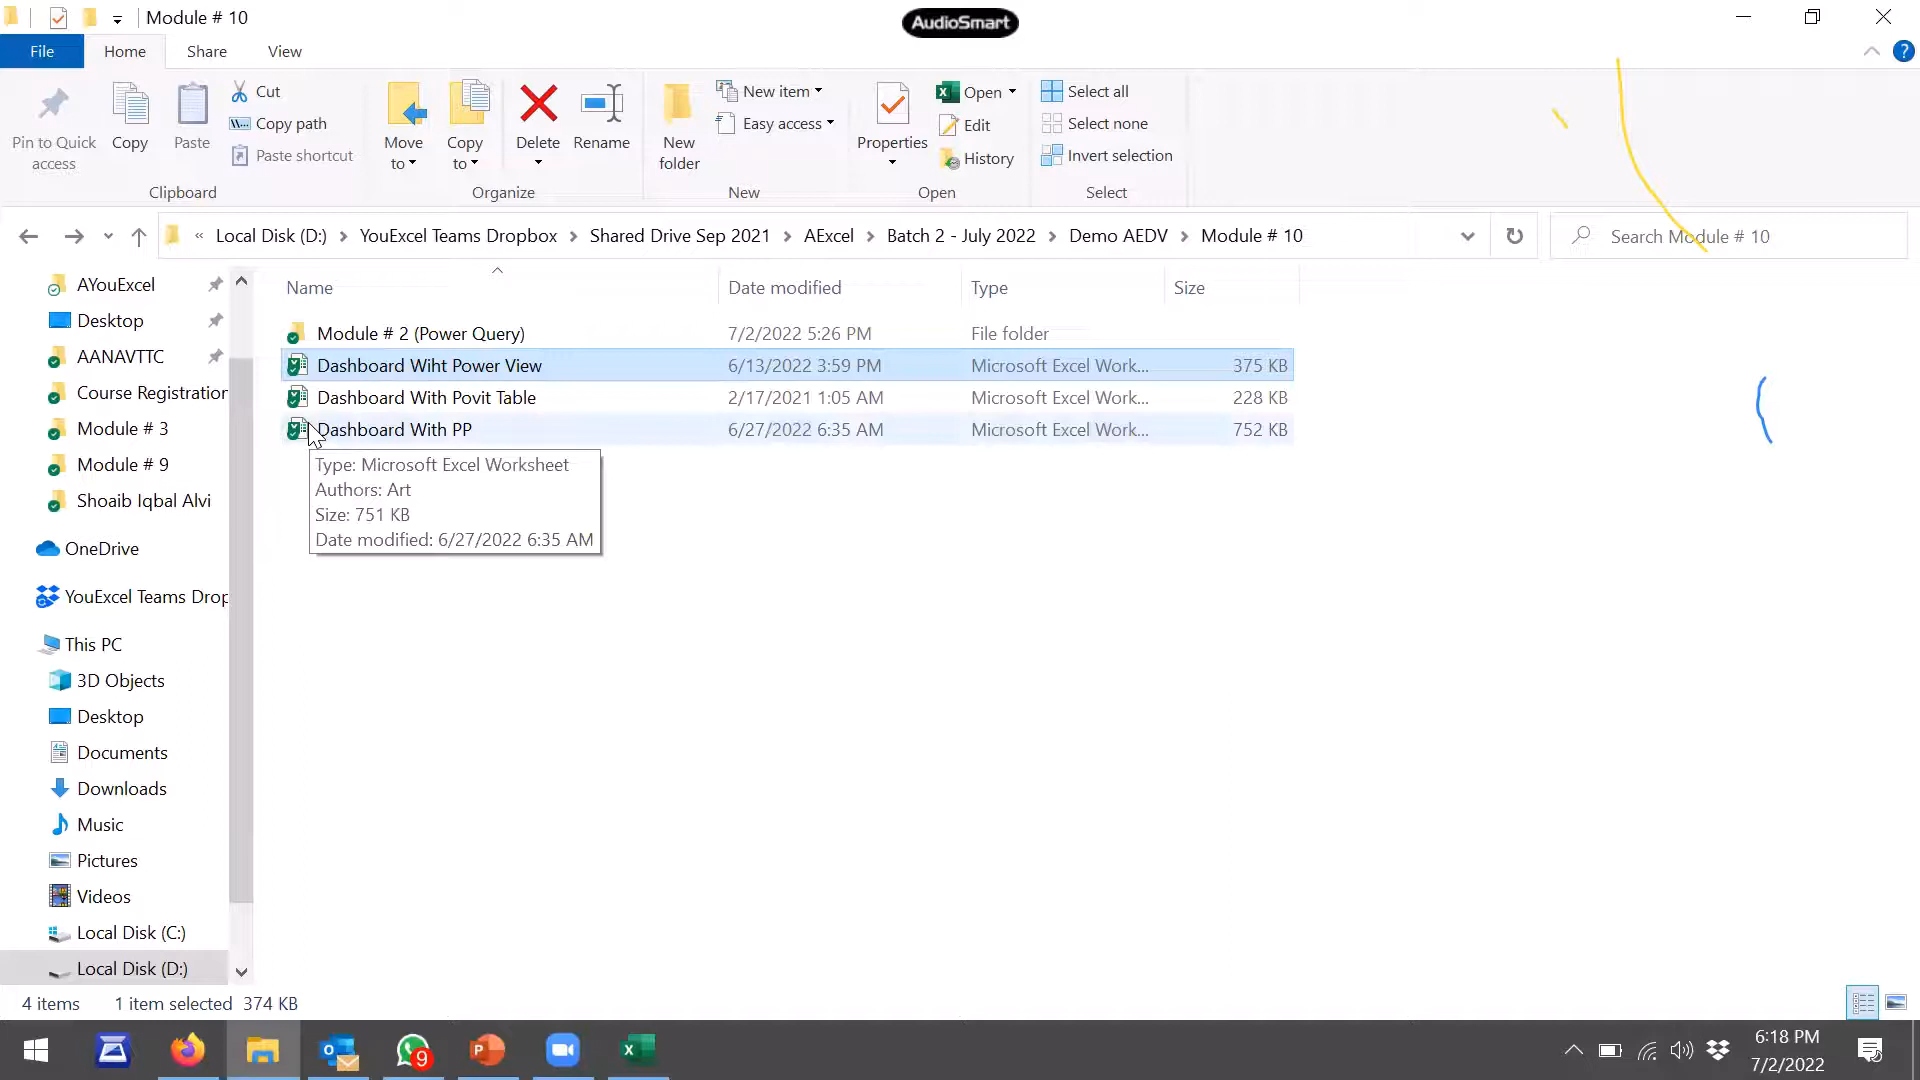 Module # 10
AudioSmart
File Home Share View
Pin to Quick access
Copy
Paste
Cut
Copy path
Paste shortcut
Clipboard
Move to
Copy to
Delete
Rename
Organize
New folder
New item
Easy access
New
Properties
Open
Edit
History
Open
Select all
Select none
Invert selection
Select
« Local Disk (D:) > YouExcel Teams Dropbox > Shared Drive Sep 2021 > AExcel > Batch 2 - July 2022 > Demo AEDV > Module # 10
Search Module # 10
AYouExcel
Desktop
AANAVTTC
Course Registration
Module # 3
Module # 9
Shoaib Iqbal Alvi
OneDrive
YouExcel Teams Drop
This PC
3D Objects
Desktop
Documents
Downloads
Music
Pictures
Videos
Local Disk (C:)
Local Disk (D:)
Name Date modified Type Size
Module # 2 (Power Query) 7/2/2022 5:26 PM File folder
Dashboard Wiht Power View 6/13/2022 3:59 PM Microsoft Excel Work... 375 KB
Dashboard With Povit Table 2/17/2021 1:05 AM Microsoft Excel Work... 228 KB
Dashboard With PP 6/27/2022 6:35 AM Microsoft Excel Work... 752 KB
Type: Microsoft Excel Worksheet
Authors: Art
Size: 751 KB
Date modified: 6/27/2022 6:35 AM
4 items 1 item selected 374 KB
9
6:18 PM
7/2/2022